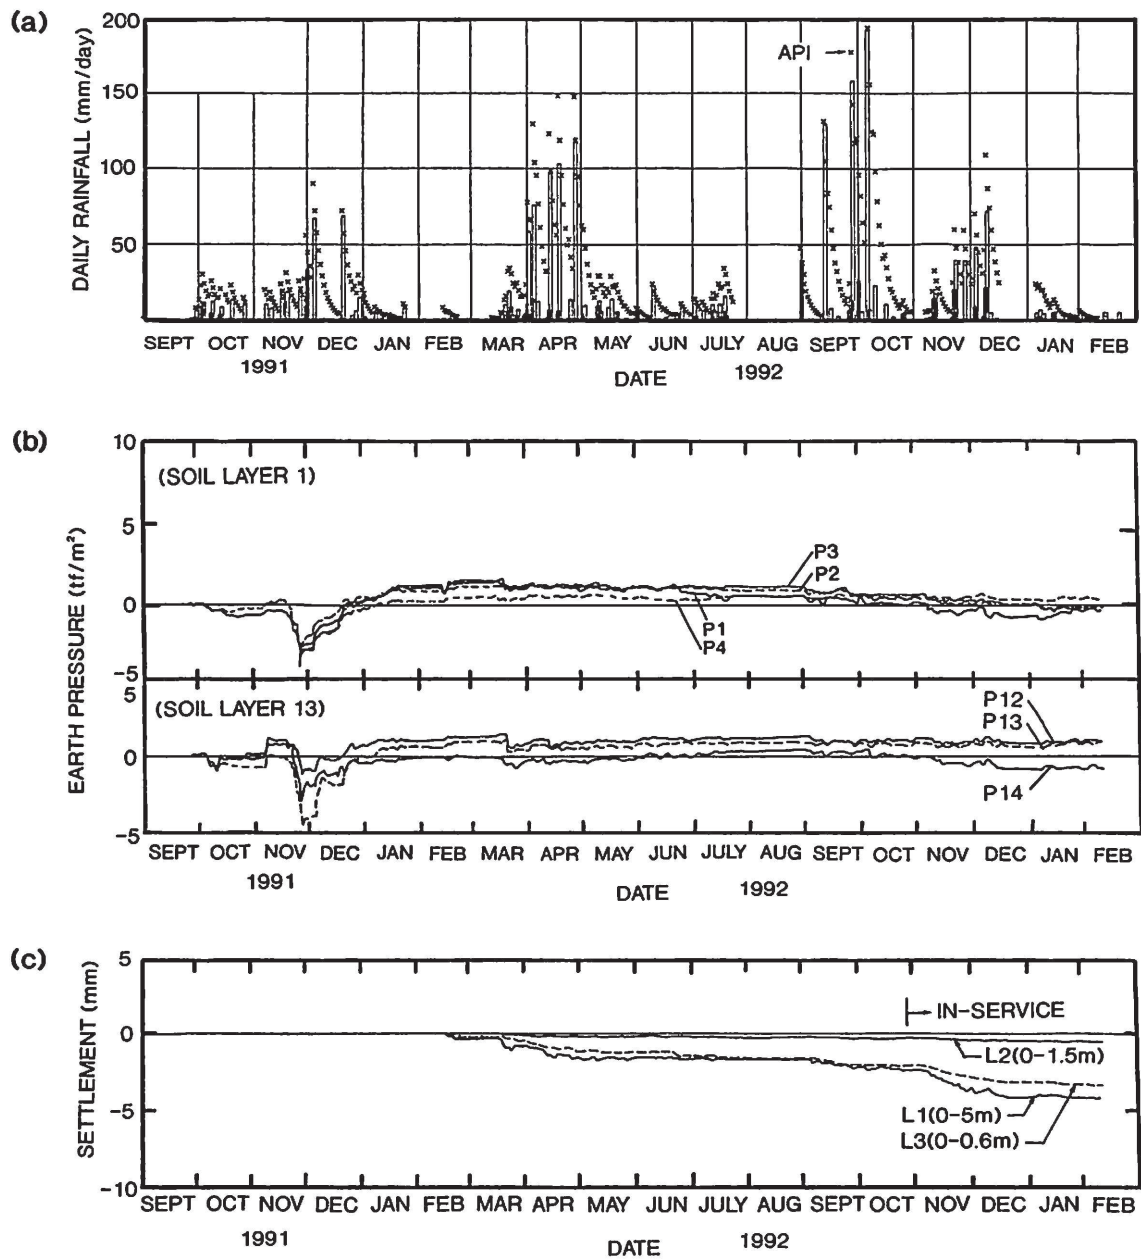 (a)
DAILY RAINFALL (mm/day)
200
150
100
50
API
SEPT OCT NOV DEC JAN FEB MAR APR MAY JUN JULY AUG SEPT OCT NOV DEC JAN FEB
1991
1992
DATE
(b)
EARTH PRESSURE (tf/m²)
10
(SOIL LAYER 1)
5
P3
P2
0
P1
P4
-5
5
(SOIL LAYER 13)
P12
P13
0
P14
-5
SEPT OCT NOV DEC JAN FEB MAR APR MAY JUN JULY AUG SEPT OCT NOV DEC JAN FEB
1991
1992
DATE
(c)
SETTLEMENT (mm)
5
IN-SERVICE
0
L2(0-1.5m)
-5
L1(0-5m)
L3(0-0.6m)
-10
SEPT OCT NOV DEC JAN FEB MAR APR MAY JUN JULY AUG SEPT OCT NOV DEC JAN FEB
1991
1992
DATE